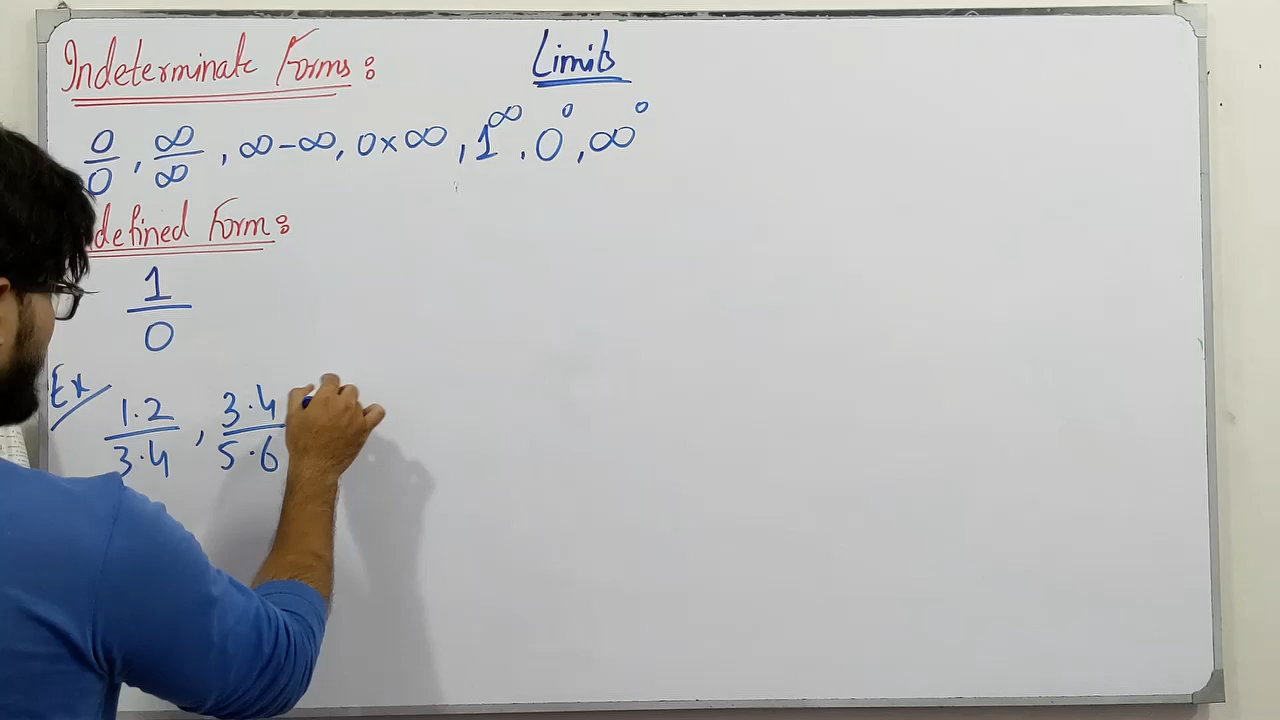 Indeterminate Forms:
Limits
0/0, ∞/∞, ∞-∞, 0×∞, 1^∞, 0^0, ∞^0
defined Form:
1/0
Ex
1·2/3·4, 3·4/5·6